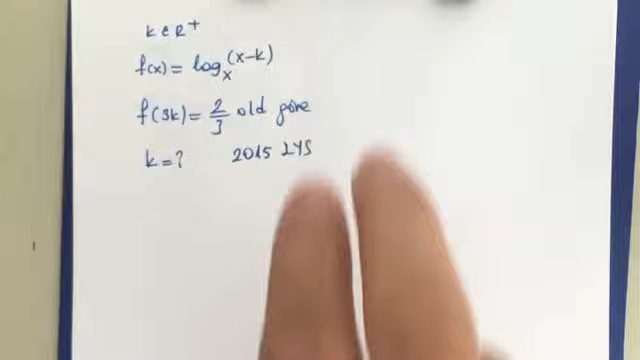 k ∈ R⁺
f(x) = logₓ(x-k)
f(3k) = 2/3 old göre
k = ? 2015 LYS